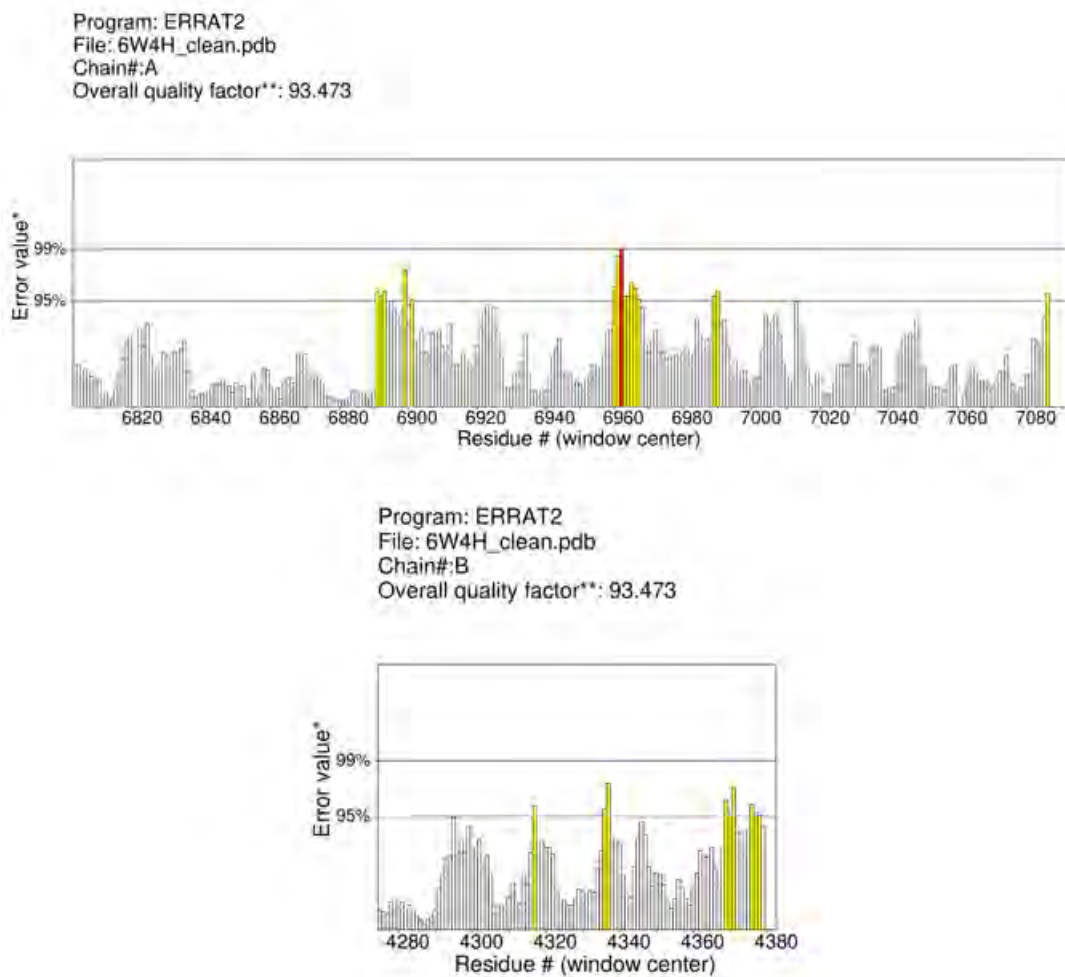 Program: ERRAT2
File: 6W4H_clean.pdb
Chain#:A
Overall quality factor**: 93.473
Error value*
99%
95%
6820 6840 6860 6880 6900 6920 6940 6960 6980 7000 7020 7040 7060 7080
Residue # (window center)
Program: ERRAT2
File: 6W4H_clean.pdb
Chain#:B
Overall quality factor**: 93.473
Error value*
99%
95%
4280 4300 4320 4340 4360 4380
Residue # (window center)